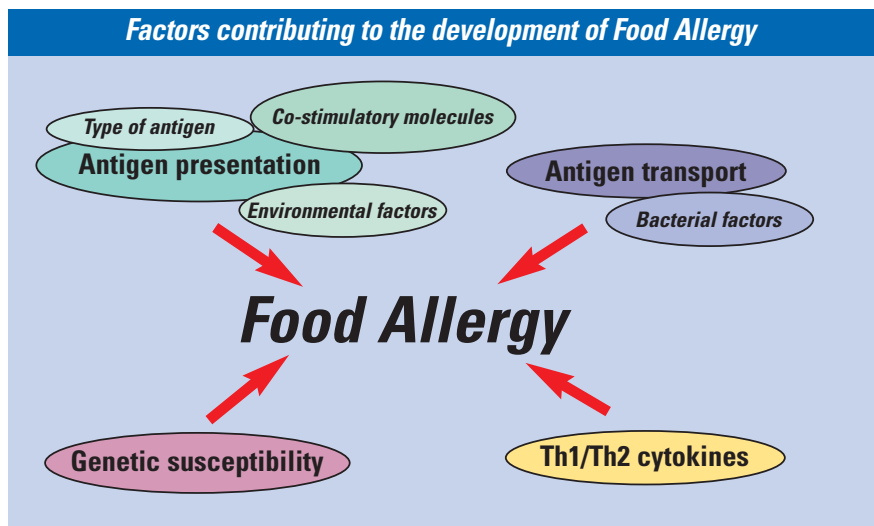 Factors contributing to the development of Food Allergy
Type of antigen
Co-stimulatory molecules
Antigen presentation
Environmental factors
Antigen transport
Bacterial factors
Food Allergy
Genetic susceptibility
Th1/Th2 cytokines